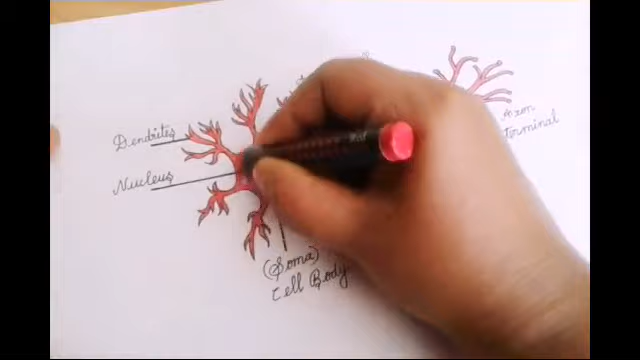 Dendrites
Nucleus
Axon
terminal
(Soma)
Cell Body